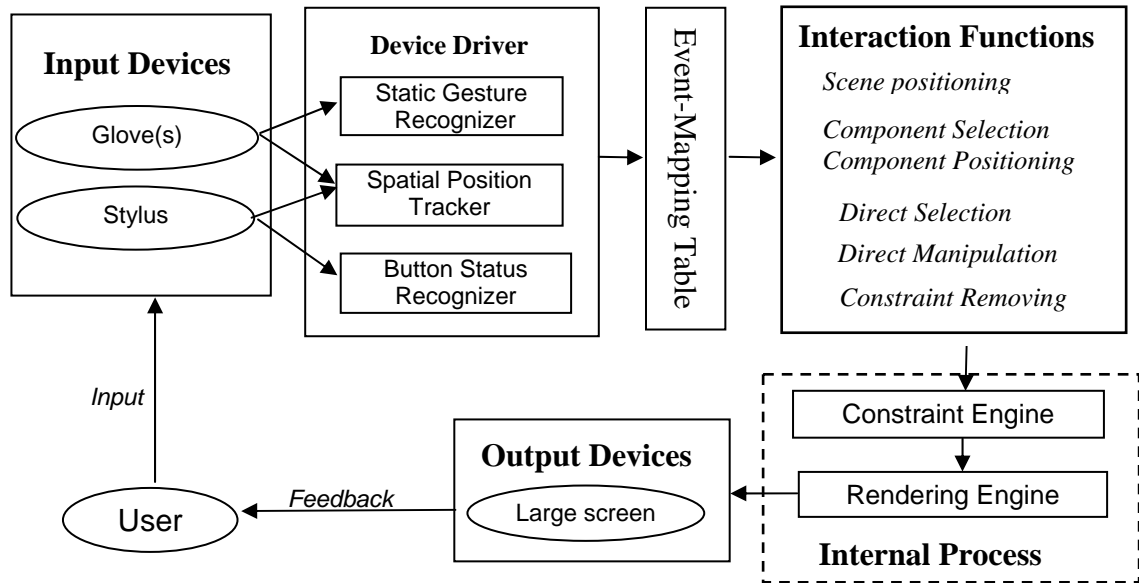 Input Devices
Glove(s)
Stylus
Device Driver
Static Gesture
Recognizer
Spatial Position
Tracker
Button Status
Recognizer
Event-Mapping Table
Interaction Functions
Scene positioning
Component Selection
Component Positioning
Direct Selection
Direct Manipulation
Constraint Removing
Constraint Engine
Rendering Engine
Internal Process
Output Devices
Large screen
Feedback
User
Input